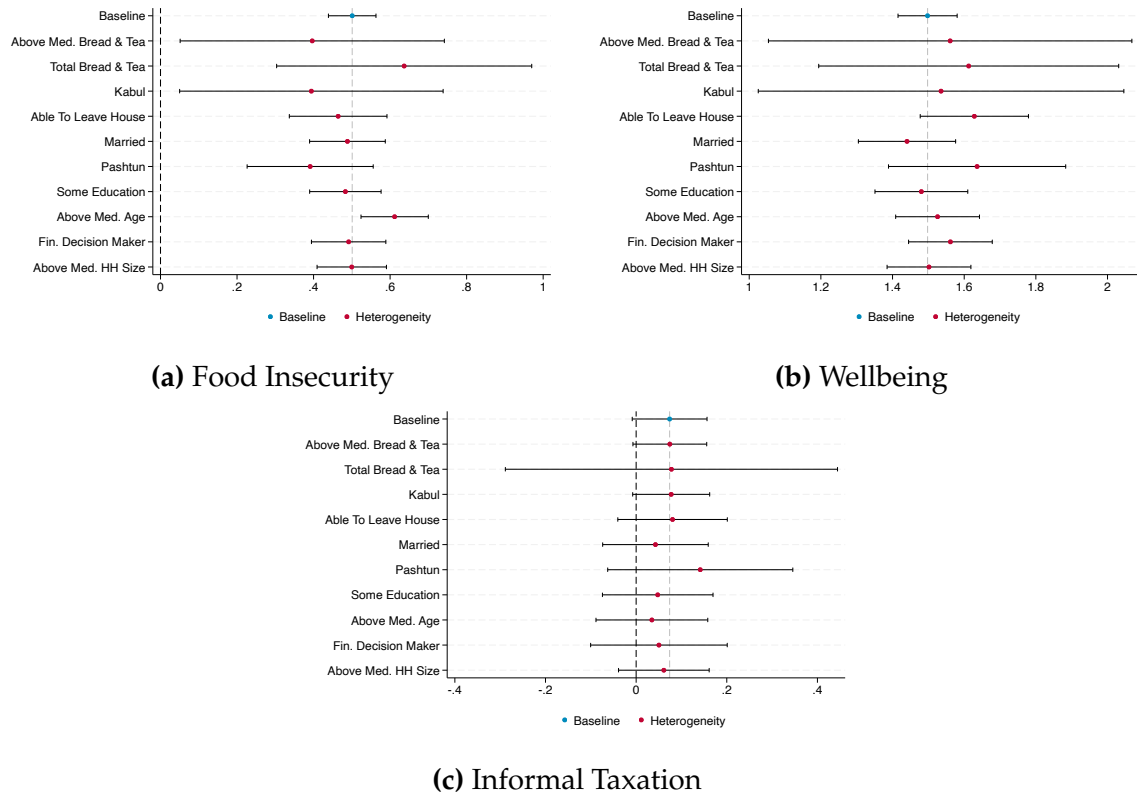 Baseline
Above Med. Bread & Tea
Total Bread & Tea
Kabul
Able To Leave House
Married
Pashtun
Some Education
Above Med. Age
Fin. Decision Maker
Above Med. HH Size
0 .2 .4 .6 .8 1
Baseline Heterogeneity
(a) Food Insecurity
Baseline
Above Med. Bread & Tea
Total Bread & Tea
Kabul
Able To Leave House
Married
Pashtun
Some Education
Above Med. Age
Fin. Decision Maker
Above Med. HH Size
1 1.2 1.4 1.6 1.8 2
Baseline Heterogeneity
(b) Wellbeing
Baseline
Above Med. Bread & Tea
Total Bread & Tea
Kabul
Able To Leave House
Married
Pashtun
Some Education
Above Med. Age
Fin. Decision Maker
Above Med. HH Size
-.4 -.2 0 .2 .4
Baseline Heterogeneity
(c) Informal Taxation